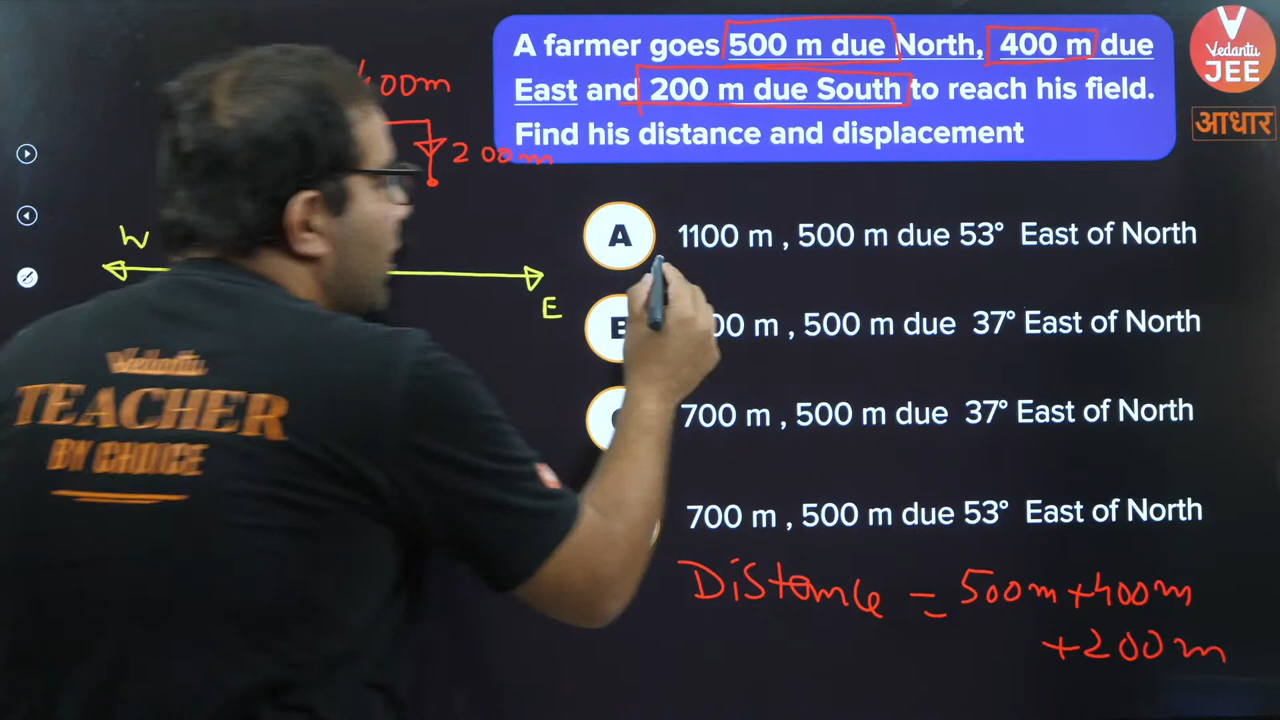 A farmer goes 500 m due North, 400 m due
East and 200 m due South to reach his field.
Find his distance and displacement
Vedantu
JEE
आधार
200m
W
E
A 1100 m , 500 m due 53° East of North
500 m due 37° East of North
700 m , 500 m due 37° East of North
700 m , 500 m due 53° East of North
Distance = 500m+400m
+200m
Vedantu
TEACHER
BY CHOICE